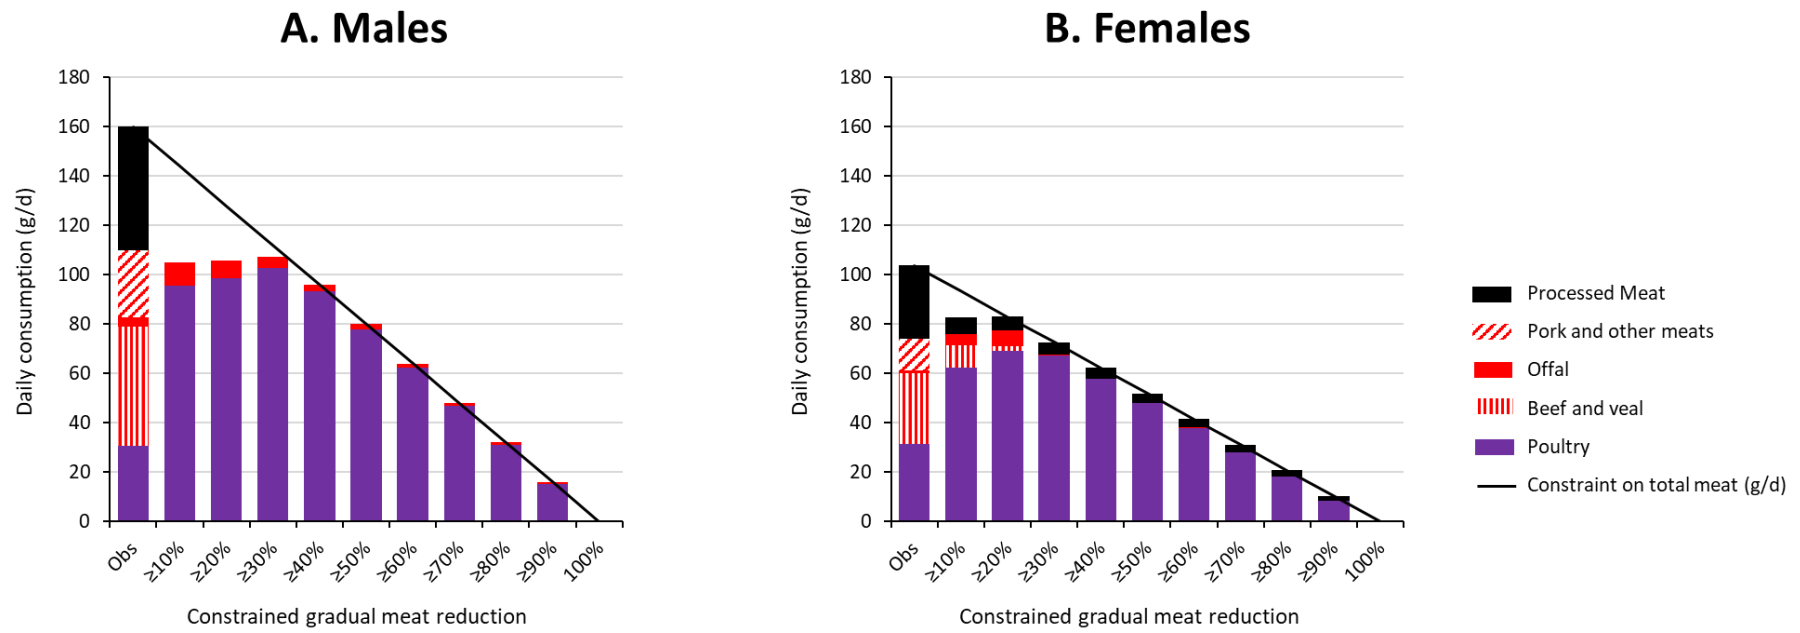 A. Males
180
160
140
120
100
80
60
40
20
0
Daily consumption (g/d)
Obs
≥10%
≥20%
≥30%
≥40%
≥50%
≥60%
≥70%
≥80%
≥90%
100%
Constrained gradual meat reduction
B. Females
180
160
140
120
100
80
60
40
20
0
Daily consumption (g/d)
Obs
≥10%
≥20%
≥30%
≥40%
≥50%
≥60%
≥70%
≥80%
≥90%
100%
Constrained gradual meat reduction
Processed Meat
Pork and other meats
Offal
Beef and veal
Poultry
Constraint on total meat (g/d)